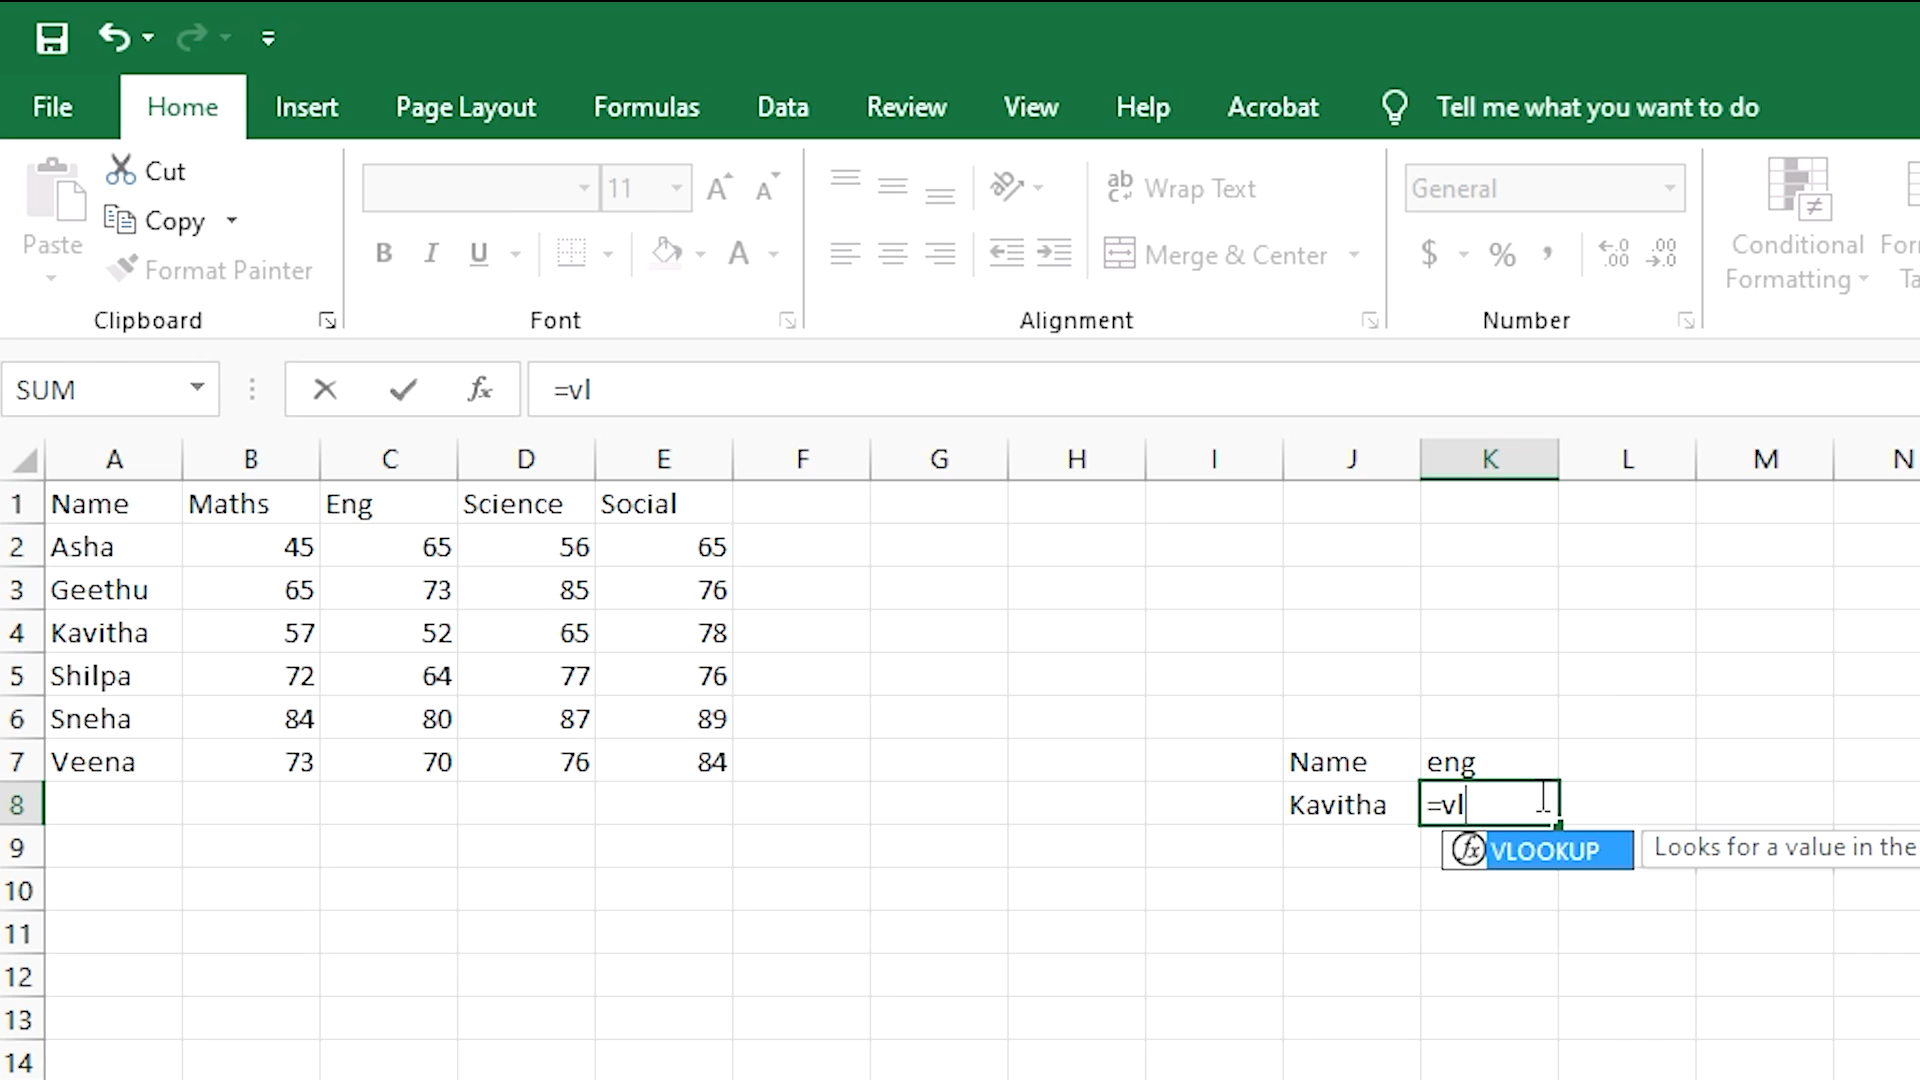 File Home Insert Page Layout Formulas Data Review View Help Acrobat Tell me what you want to do
Paste
Cut
Copy
Format Painter
Clipboard
11
A A
B I U A
Font
ab Wrap Text
Merge & Center
Alignment
General
$ % ,
Number
Conditional
Formatting
SUM fx =vl
A B C D E F G H I J K L M N
1 Name Maths Eng Science Social
2 Asha 45 65 56 65
3 Geethu 65 73 85 76
4 Kavitha 57 52 65 78
5 Shilpa 72 64 77 76
6 Sneha 84 80 87 89
7 Veena 73 70 76 84 Name eng
8 Kavitha =vl
9 fx VLOOKUP Looks for a value in the
10
11
12
13
14